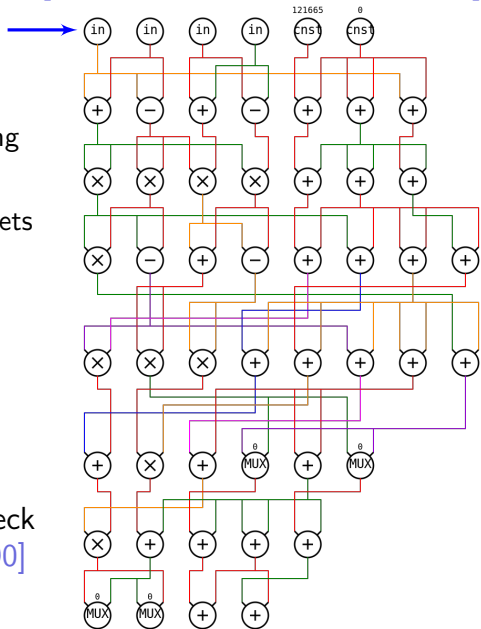 121665 0
in in in in cnst cnst
+ − + − + + +
ng
× × × × + + +
ets
× − + − + + + +
× × × + + + + +
0 0
+ × + MUX + MUX
eck
× + + + +
00]
0 0
MUX MUX + +